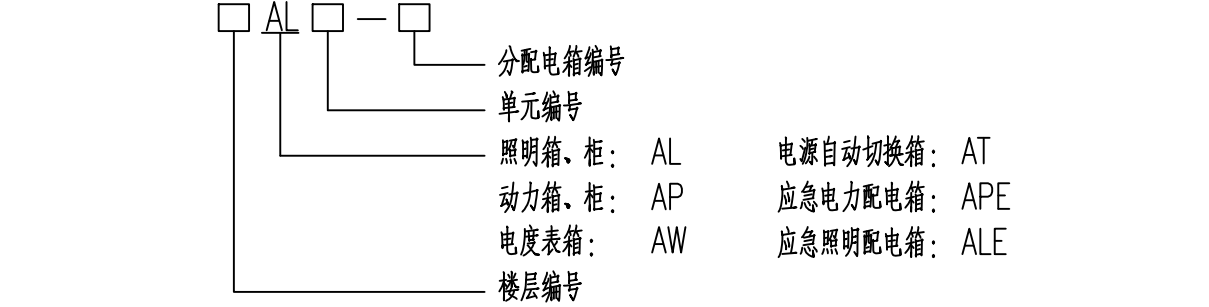 □ AL □ — □
分配电箱编号
单元编号
照明箱、柜： AL 电源自动切换箱： AT
动力箱、柜： AP 应急电力配电箱： APE
电度表箱： AW 应急照明配电箱： ALE
楼层编号